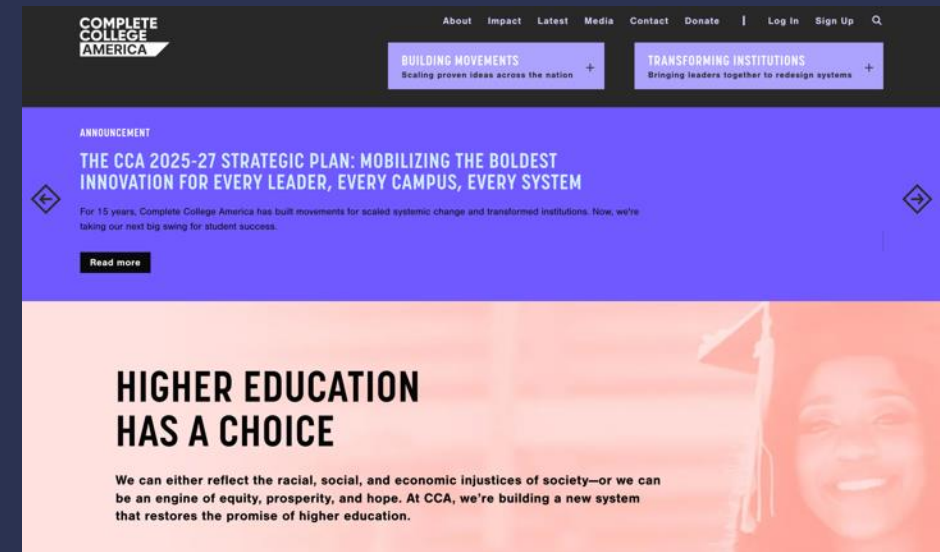 COMPLETE
COLLEGE
AMERICA
About Impact Latest Media Contact Donate | Log In Sign Up
BUILDING MOVEMENTS
Scaling proven ideas across the nation
+
TRANSFORMING INSTITUTIONS
Bringing leaders together to redesign systems
+
ANNOUNCEMENT
THE CCA 2025-27 STRATEGIC PLAN: MOBILIZING THE BOLDEST
INNOVATION FOR EVERY LEADER, EVERY CAMPUS, EVERY SYSTEM
For 15 years, Complete College America has built movements for scaled systemic change and transformed institutions. Now, we're
taking our next big swing for student success.
Read more
HIGHER EDUCATION
HAS A CHOICE
We can either reflect the racial, social, and economic injustices of society—or we can
be an engine of equity, prosperity, and hope. At CCA, we're building a new system
that restores the promise of higher education.